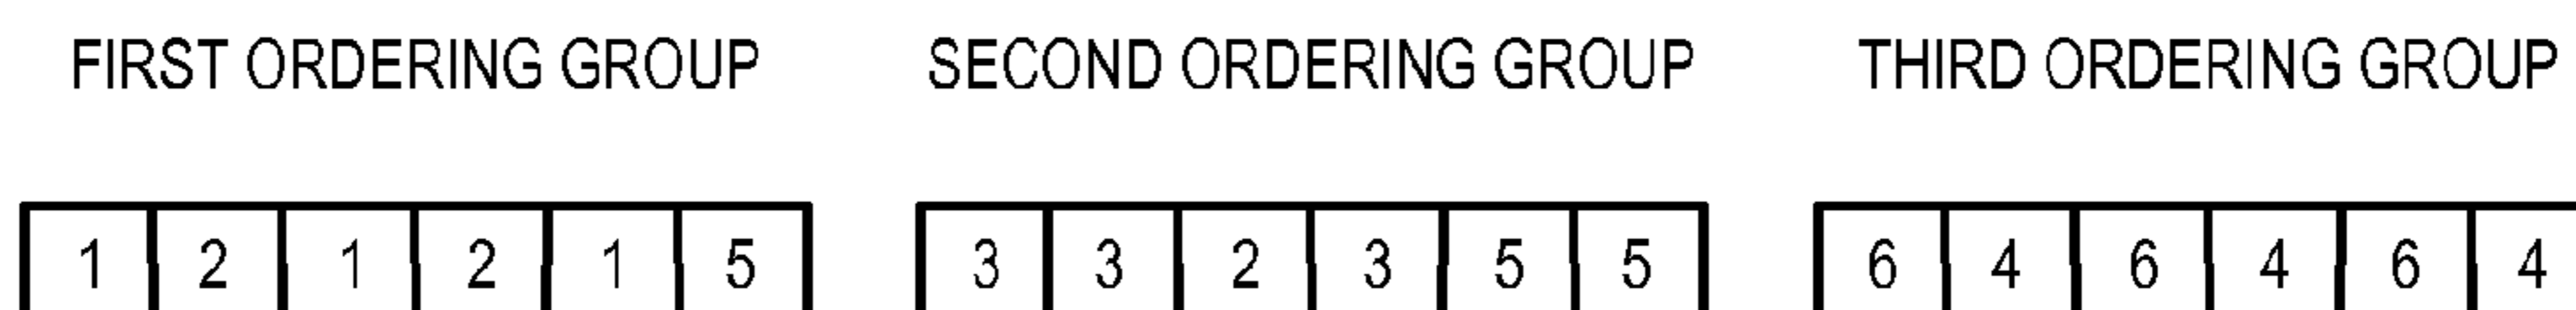 FIRST ORDERING GROUP SECOND ORDERING GROUP THIRD ORDERING GROUP
1 2 1 2 1 5 3 3 2 3 5 5 6 4 6 4 6 4